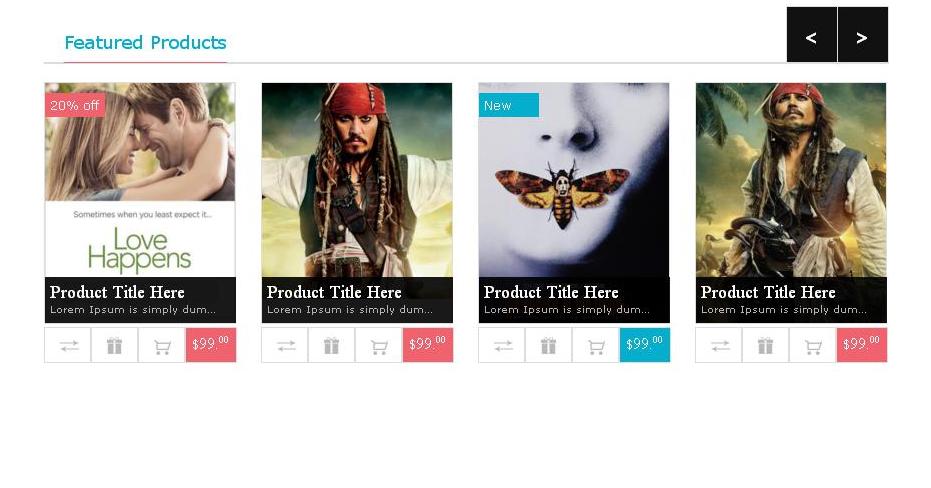 Featured Products
< >
20% off
New
Sometimes when you least expect it...
Love
Happens
Product Title Here
Lorem Ipsum is simply dum...
$99.00
Product Title Here
Lorem Ipsum is simply dum...
$99.00
Product Title Here
Lorem Ipsum is simply dum...
$99.00
Product Title Here
Lorem Ipsum is simply dum...
$99.00